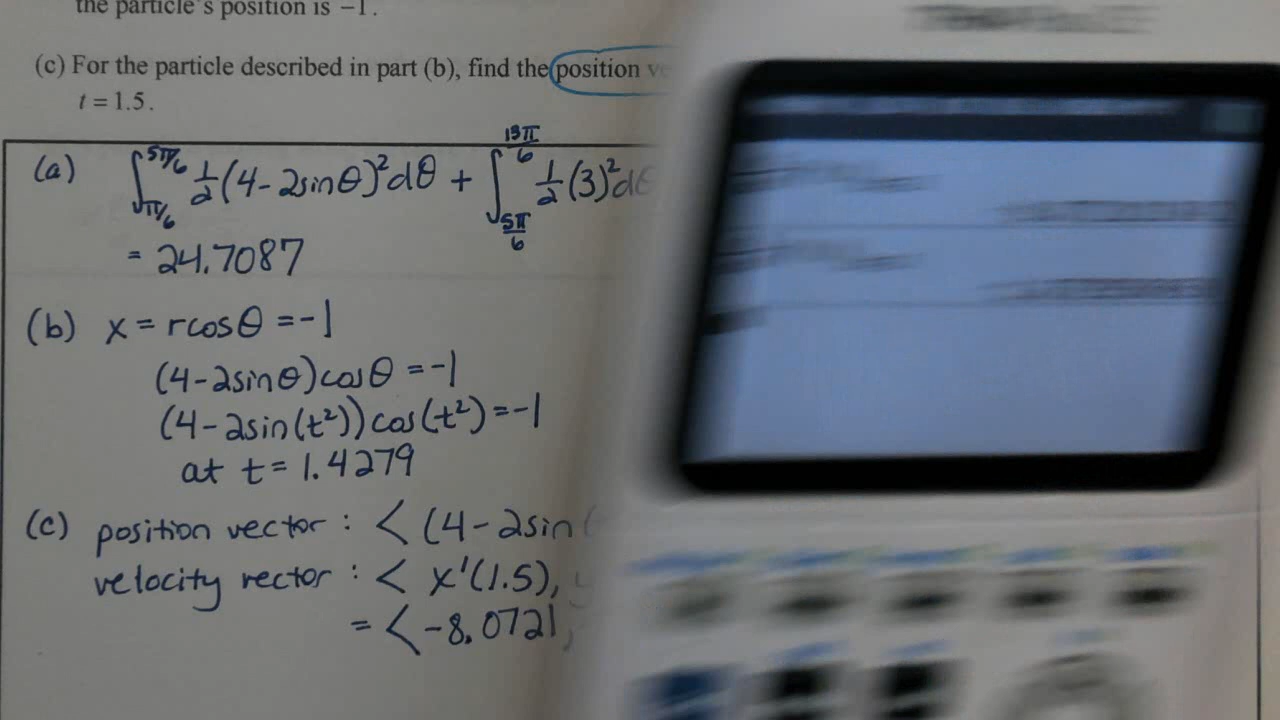 the particle's position is −1.
(c) For the particle described in part (b), find the position
t = 1.5.
(a) ∫_{π/6}^{5π/6} 1/2 (4-2sinθ)² dθ + ∫_{5π/6}^{13π/6} 1/2 (3)² dθ
= 24.7087
(b) x = rcosθ = -1
(4-2sinθ)cosθ = -1
(4-2sin(t²))cos(t²) = -1
at t = 1.4279
(c) position vector : < (4-2sin(
velocity vector : < x'(1.5),
= < -8.0721,